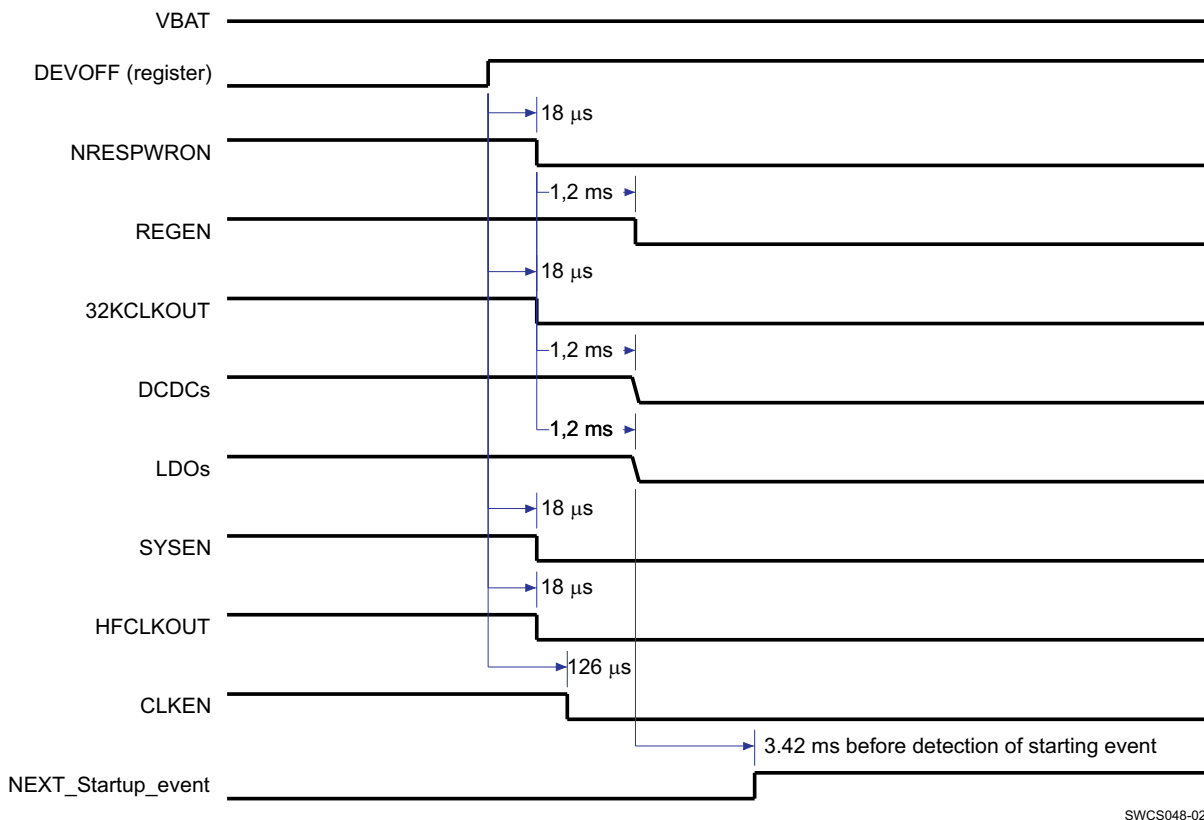 VBAT
DEVOFF (register)
18 μs
NRESPWRON
1,2 ms
REGEN
18 μs
32KCLKOUT
1,2 ms
DCDCs
1,2 ms
LDOs
18 μs
SYSEN
18 μs
HFCLKOUT
126 μs
CLKEN
3.42 ms before detection of starting event
NEXT_Startup_event
SWCS048-02